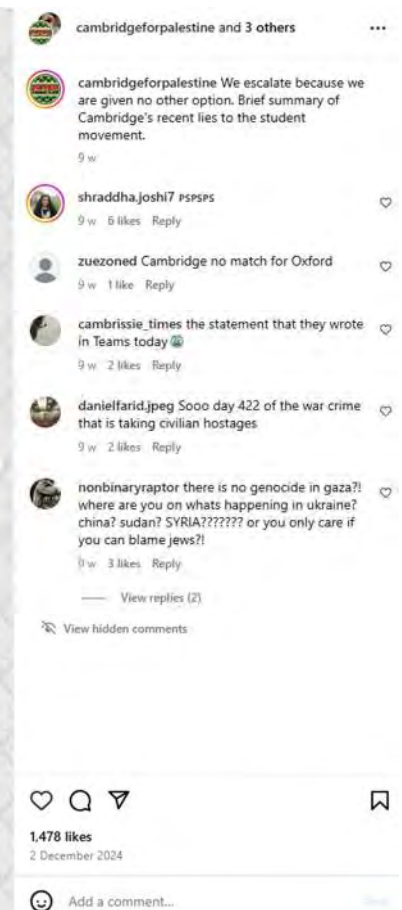 cambridgeforpalestine and 3 others
cambridgeforpalestine We escalate because we
are given no other option. Brief summary of
Cambridge's recent lies to the student
movement.
9 w
shraddha.joshi7 PSPSPS
9 w 6 likes Reply
zuezoned Cambridge no match for Oxford
9 w 1 like Reply
cambrissie_times the statement that they wrote
in Teams today
9 w 2 likes Reply
danielfarid.jpeg Sooo day 422 of the war crime
that is taking civilian hostages
9 w 2 likes Reply
nonbinaryraptor there is no genocide in gaza?!
where are you on whats happening in ukraine?
china? sudan? SYRIA??????? or you only care if
you can blame jews?!
9 w 3 likes Reply
View replies (2)
View hidden comments
1,478 likes
2 December 2024
Add a comment...